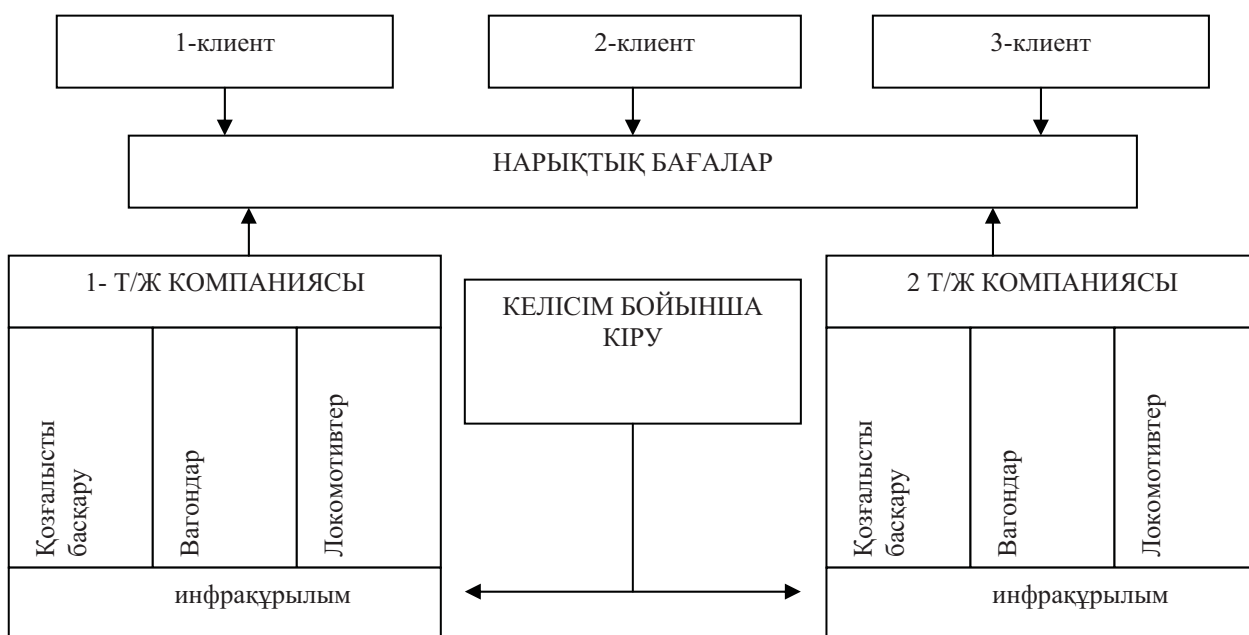 1-клиент
2-клиент
3-клиент
НАРЫҚТЫҚ БАҒАЛАР
1- Т/Ж КОМПАНИЯСЫ
КЕЛІСІМ БОЙЫНША
КІРУ
2 Т/Ж КОМПАНИЯСЫ
Қозғалысты
басқару
Вагондар
Локомотивтер
Қозғалысты
басқару
Вагондар
Локомотивтер
инфрақұрылым
инфрақұрылым